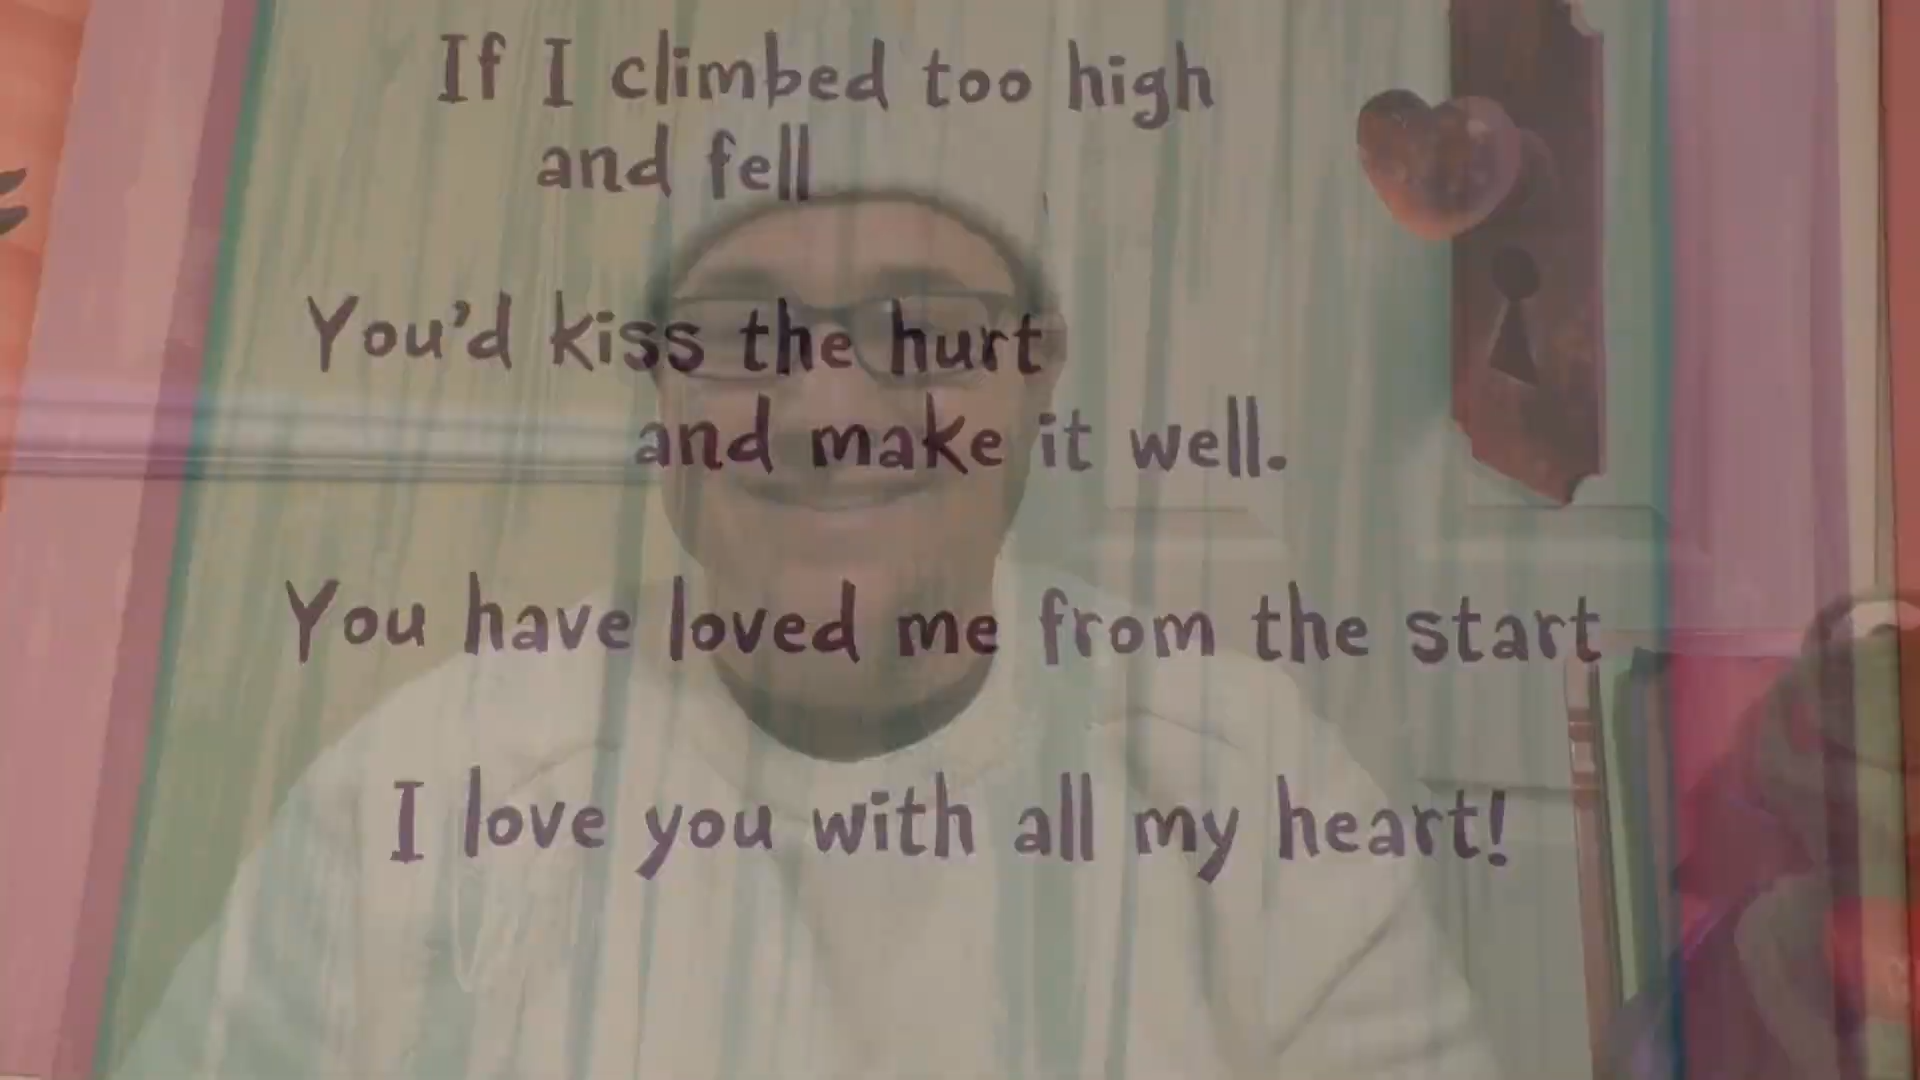 If I climbed too high
and fell
You'd kiss the hurt
and make it well.
You have loved me from the start
I love you with all my heart!